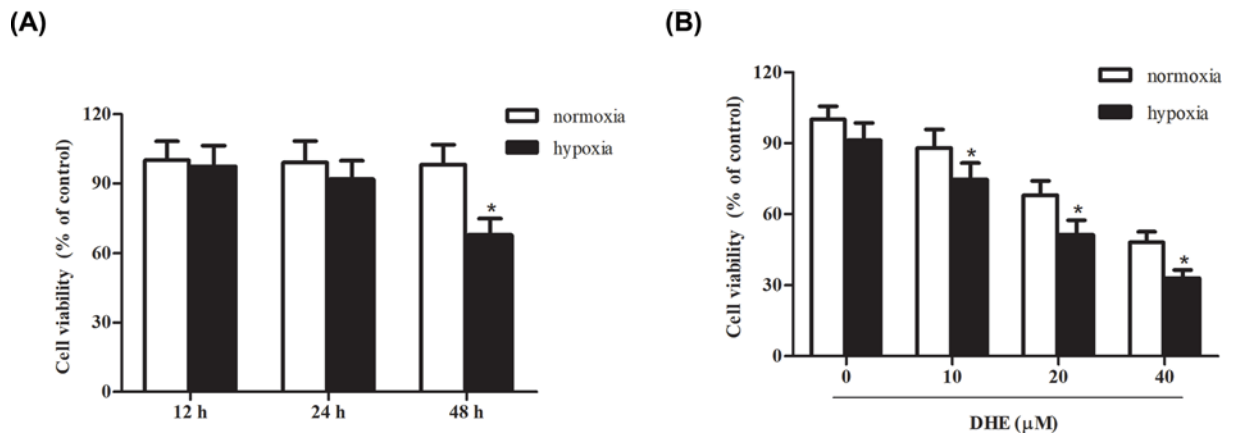 (A)
Cell viability (% of control)
120
90
60
30
0
normoxia
hypoxia
*
12 h 24 h 48 h
(B)
Cell viability (% of control)
120
90
60
30
0
normoxia
hypoxia
* * *
0 10 20 40
DHE (μM)